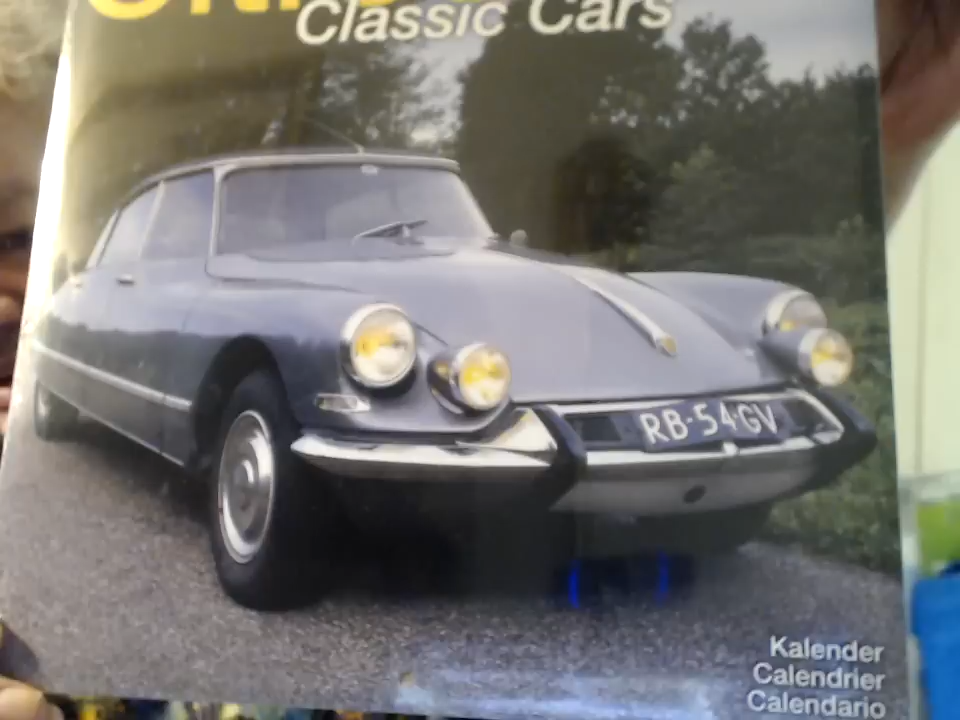 Classic Cars
RB-54-GV
Kalender
Calendrier
Calendario